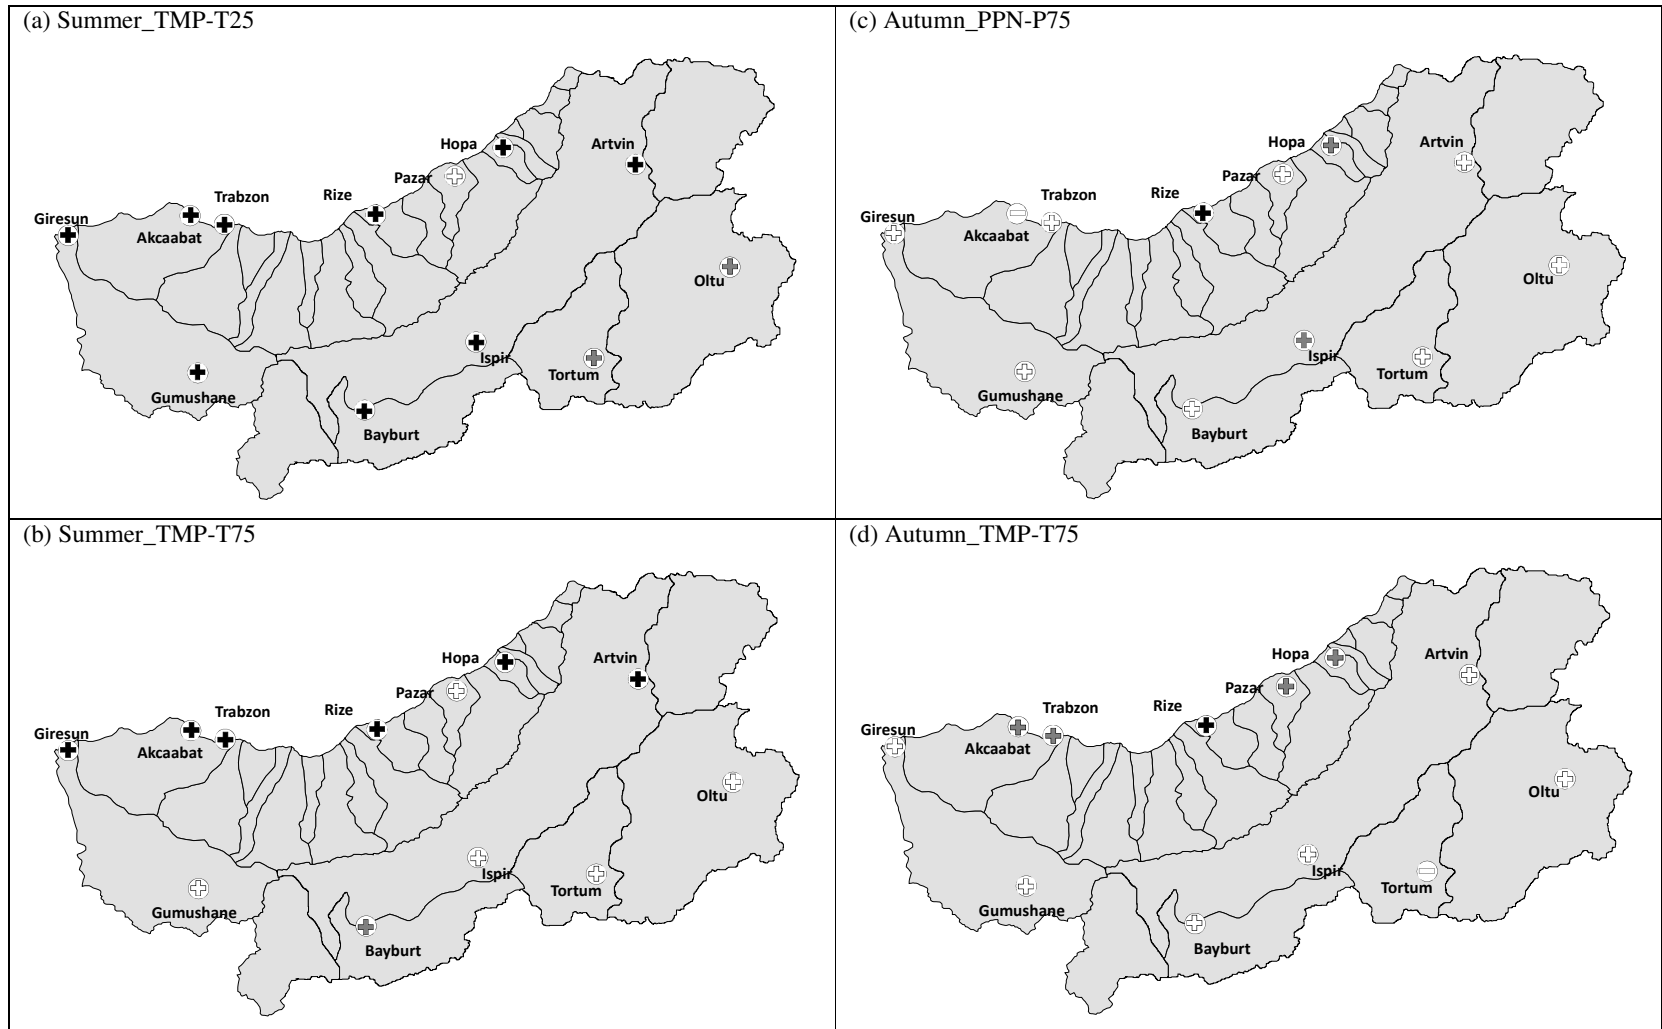 (a) Summer_TMP-T25
Hopa
Artvin
Pazar
Rize
Trabzon
Giresun
Akcaabat
Oltu
Ispir
Tortum
Gumushane
Bayburt
(c) Autumn_PPN-P75
Hopa
Artvin
Pazar
Rize
Trabzon
Giresun
Akcaabat
Oltu
Ispir
Tortum
Gumushane
Bayburt
(b) Summer_TMP-T75
Hopa
Artvin
Pazar
Rize
Trabzon
Giresun
Akcaabat
Oltu
Ispir
Tortum
Gumushane
Bayburt
(d) Autumn_TMP-T75
Hopa
Artvin
Pazar
Rize
Trabzon
Giresun
Akcaabat
Oltu
Ispir
Tortum
Gumushane
Bayburt